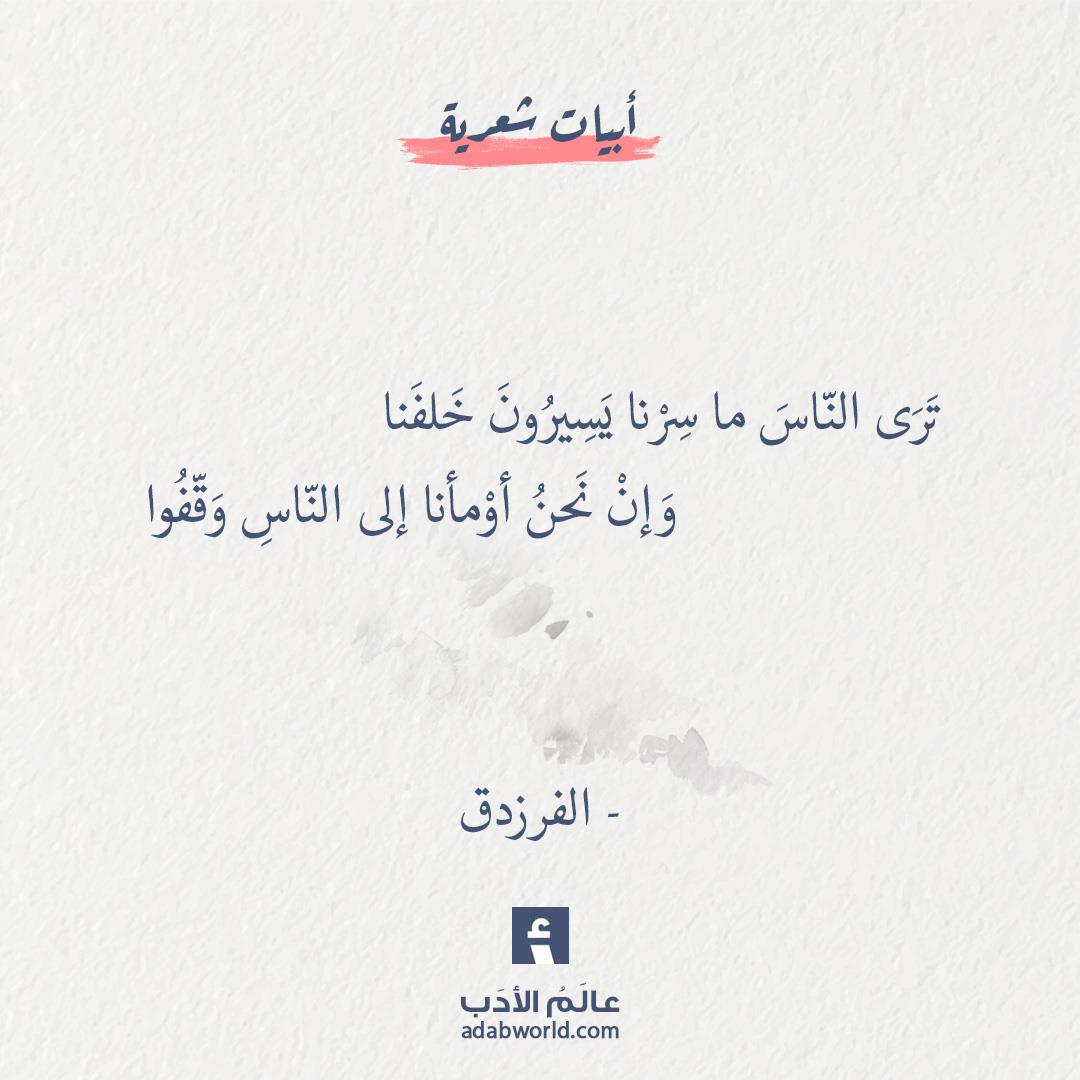 أبيات شعرية
تَرَى النّاسَ ما سِرْنا يَسِيرُونَ خَلفَنا
وَإنْ نَحنُ أوْمأنا إلى النّاسِ وَقّفُوا
- الفرزدق
أ
عالَمُ الأدَب
adabworld.com